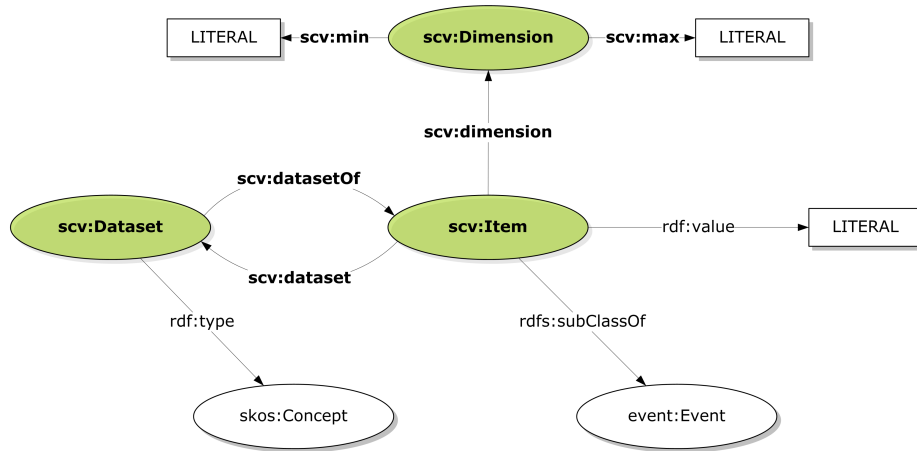 LITERAL
scv:min
scv:Dimension
scv:max
LITERAL
scv:dimension
scv:datasetOf
scv:Dataset
scv:Item
rdf:value
LITERAL
scv:dataset
rdf:type
rdfs:subClassOf
skos:Concept
event:Event